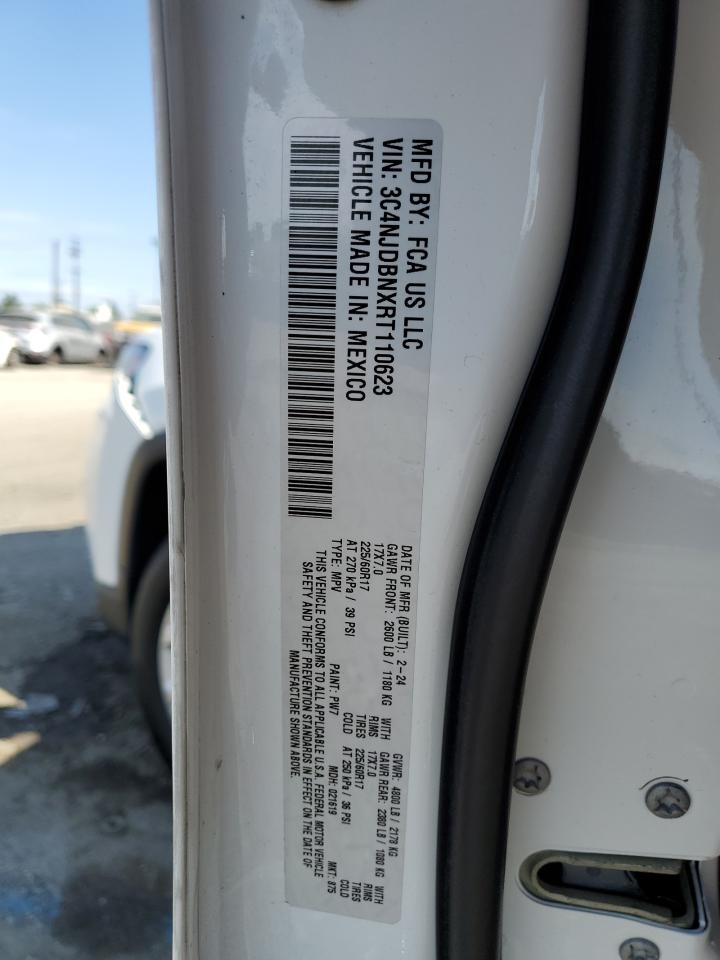 MFD BY: FCA US LLC
VIN: 3C4NJDBNXRT110623
VEHICLE MADE IN: MEXICO
DATE OF MFR (BUILT): 2-24 GVWR: 4800 LB / 2178 KG
GAWR FRONT: 2600 LB / 1180 KG WITH GAWR REAR: 2380 LB / 1080 KG WITH
17X7.0 RIMS 17X7.0 RIMS
225/60R17 TIRES 225/60R17 TIRES
AT 270 kPa / 39 PSI COLD AT 250 kPa / 36 PSI COLD
TYPE: MPV PAINT: PW7 MDH: 021619 MKT: 875
THIS VEHICLE CONFORMS TO ALL APPLICABLE U.S.A. FEDERAL MOTOR VEHICLE
SAFETY AND THEFT PREVENTION STANDARDS IN EFFECT ON THE DATE OF
MANUFACTURE SHOWN ABOVE.